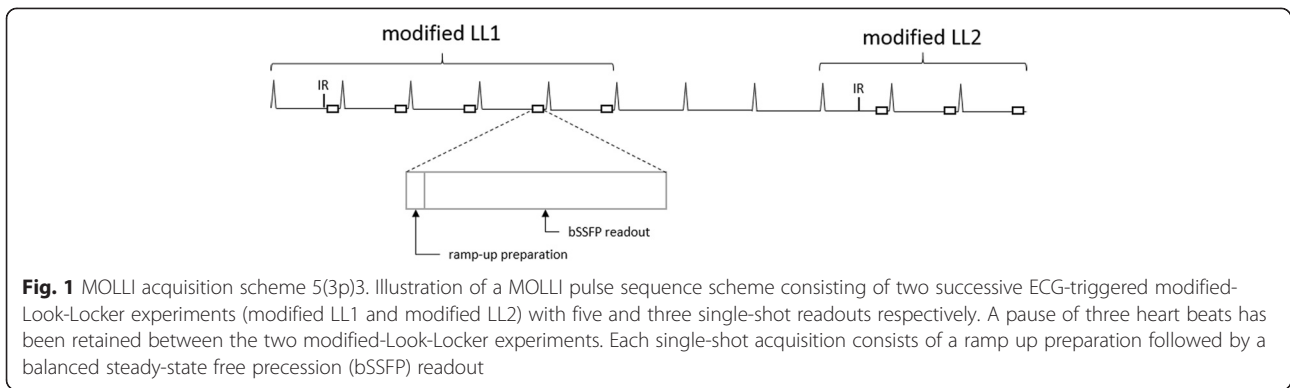 modified LL1
modified LL2
IR
IR
bSSFP readout
ramp-up preparation
Fig. 1 MOLLI acquisition scheme 5(3p)3. Illustration of a MOLLI pulse sequence scheme consisting of two successive ECG-triggered modified-
Look-Locker experiments (modified LL1 and modified LL2) with five and three single-shot readouts respectively. A pause of three heart beats has
been retained between the two modified-Look-Locker experiments. Each single-shot acquisition consists of a ramp up preparation followed by a
balanced steady-state free precession (bSSFP) readout